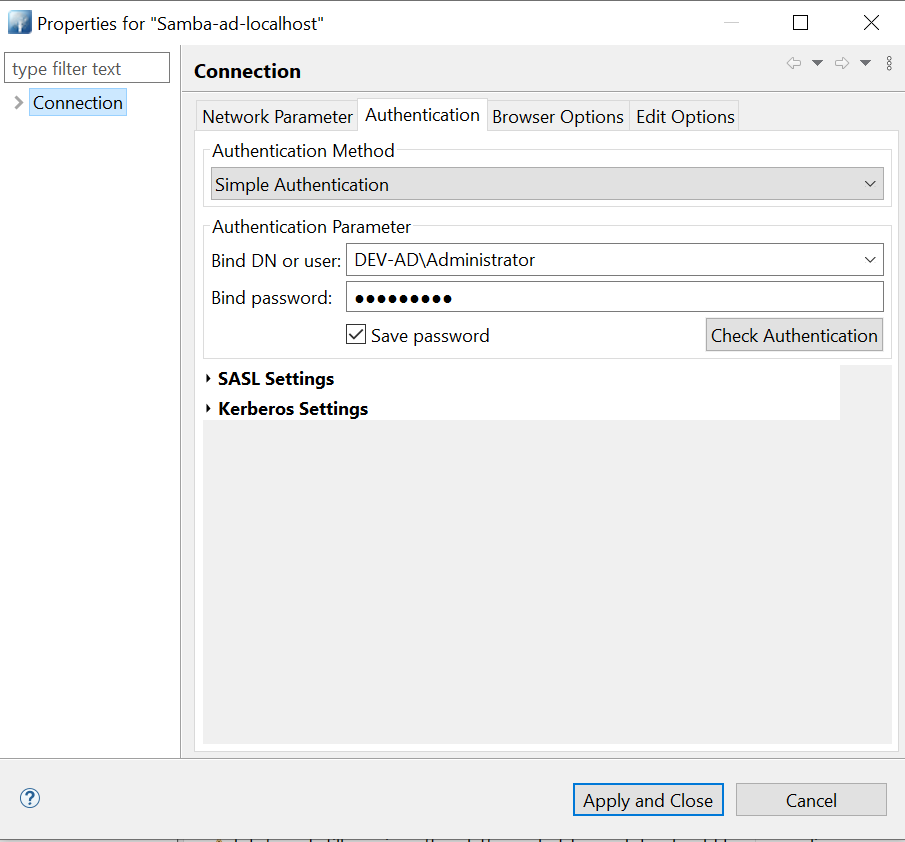 Properties for "Samba-ad-localhost"
type filter text
Connection
Connection
Network Parameter Authentication Browser Options Edit Options
Authentication Method
Simple Authentication
Authentication Parameter
Bind DN or user: DEV-AD\Administrator
Bind password: ●●●●●●●●●
Save password Check Authentication
SASL Settings
Kerberos Settings
Apply and Close Cancel